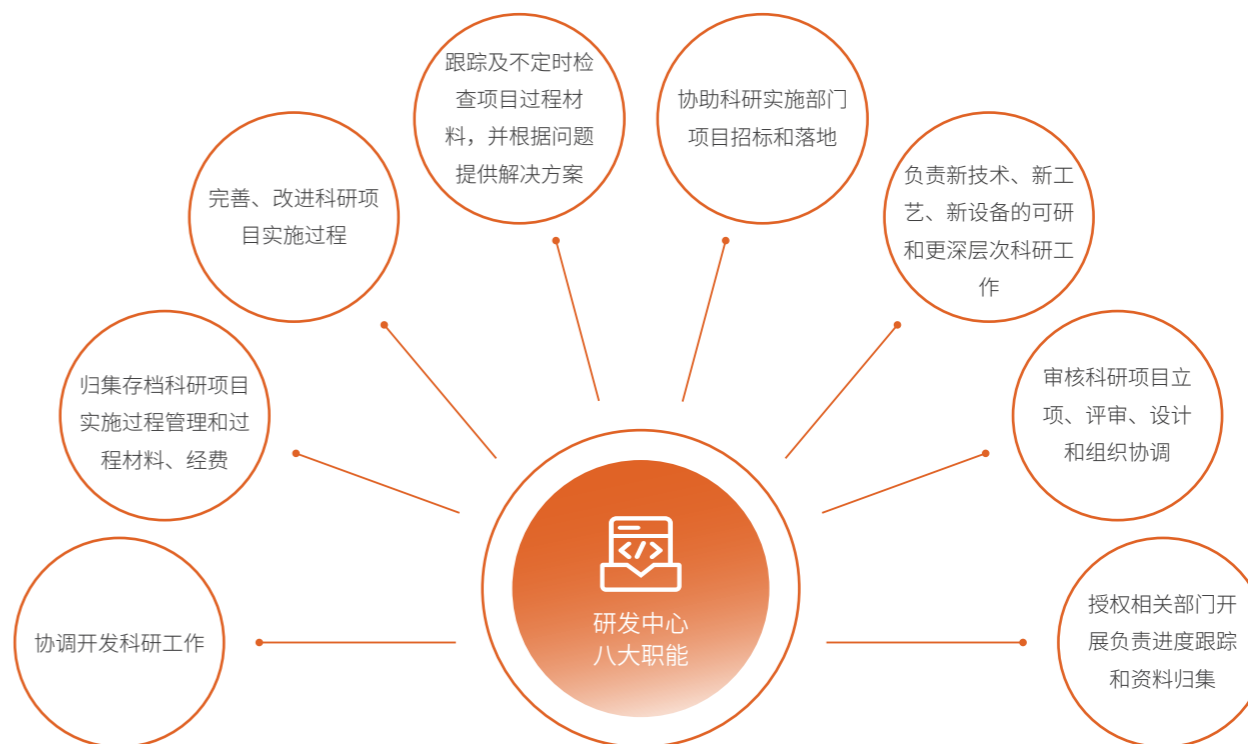 跟踪及不定时检
查项目过程材
料，并根据问题
提供解决方案
协助科研实施部门
项目招标和落地
完善、改进科研项
目实施过程
负责新技术、新工
艺、新设备的可研
和更深层次科研工
作
归集存档科研项目
实施过程管理和过
程材料、经费
审核科研项目立
项、评审、设计
和组织协调
协调开发科研工作
研发中心
八大职能
授权相关部门开
展负责进度跟踪
和资料归集